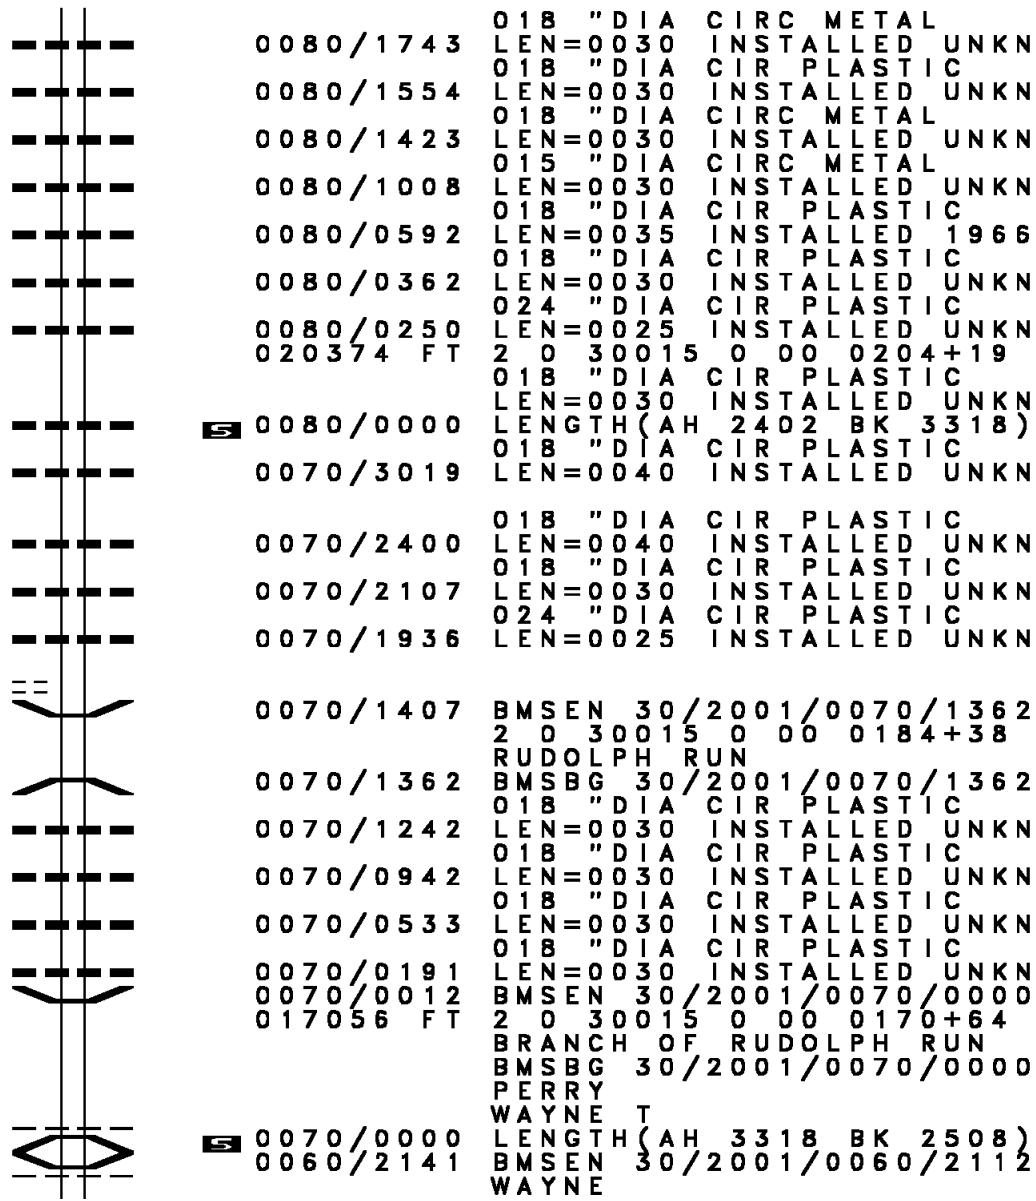 018 "DIA CIRC METAL
0080/1743 LEN=0030 INSTALLED UNKN
018 "DIA CIR PLASTIC
0080/1554 LEN=0030 INSTALLED UNKN
018 "DIA CIRC METAL
0080/1423 LEN=0030 INSTALLED UNKN
015 "DIA CIRC METAL
0080/1008 LEN=0030 INSTALLED UNKN
018 "DIA CIR PLASTIC
0080/0592 LEN=0035 INSTALLED 1966
018 "DIA CIR PLASTIC
0080/0362 LEN=0030 INSTALLED UNKN
024 "DIA CIR PLASTIC
0080/0250 LEN=0025 INSTALLED UNKN
020374 FT 2 0 30015 0 00 0204+19
018 "DIA CIR PLASTIC
LEN=0030 INSTALLED UNKN
S 0080/0000 LENGTH(AH 2402 BK 3318)
018 "DIA CIR PLASTIC
0070/3019 LEN=0040 INSTALLED UNKN
018 "DIA CIR PLASTIC
0070/2400 LEN=0040 INSTALLED UNKN
018 "DIA CIR PLASTIC
0070/2107 LEN=0030 INSTALLED UNKN
024 "DIA CIR PLASTIC
0070/1936 LEN=0025 INSTALLED UNKN
0070/1407 BMSEN 30/2001/0070/1362
2 0 30015 0 00 0184+38
RUDOLPH RUN
0070/1362 BMSBG 30/2001/0070/1362
018 "DIA CIR PLASTIC
0070/1242 LEN=0030 INSTALLED UNKN
018 "DIA CIR PLASTIC
0070/0942 LEN=0030 INSTALLED UNKN
018 "DIA CIR PLASTIC
0070/0533 LEN=0030 INSTALLED UNKN
018 "DIA CIR PLASTIC
0070/0191 LEN=0030 INSTALLED UNKN
0070/0012 BMSEN 30/2001/0070/0000
017056 FT 2 0 30015 0 00 0170+64
BRANCH OF RUDOLPH RUN
BMSBG 30/2001/0070/0000
PERRY
WAYNE T
S 0070/0000 LENGTH(AH 3318 BK 2508)
0060/2141 BMSEN 30/2001/0060/2112
WAYNE